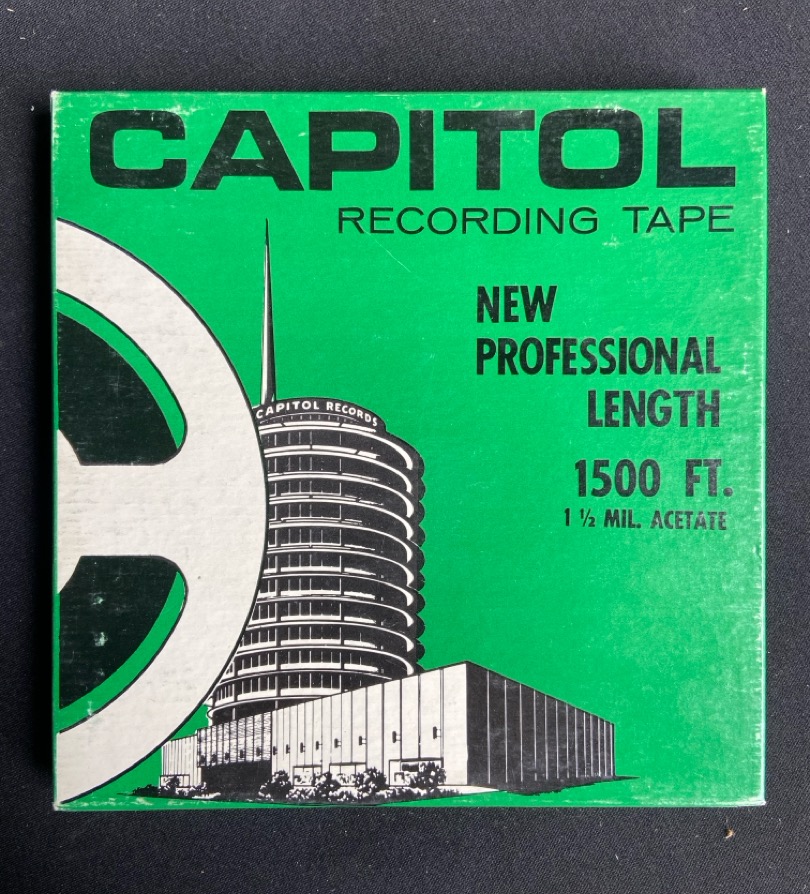 CAPITOL
RECORDING TAPE
NEW
PROFESSIONAL
LENGTH
1500 FT.
1 ½ MIL. ACETATE
CAPITOL RECORDS